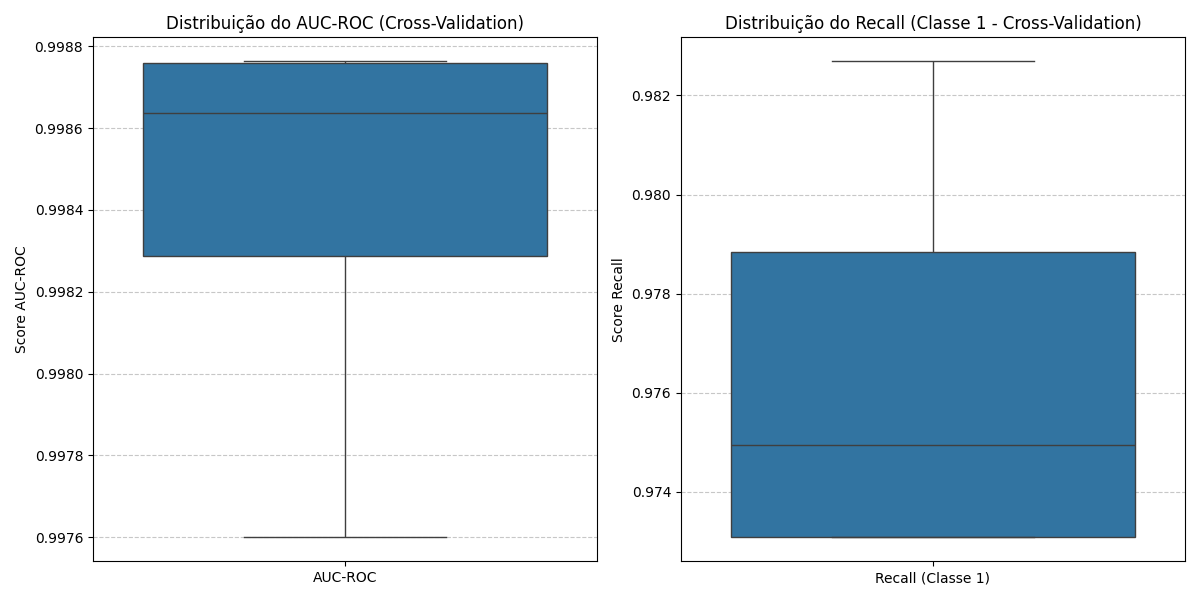 Distribuição do AUC-ROC (Cross-Validation)
Score AUC-ROC
0.9988
0.9986
0.9984
0.9982
0.9980
0.9978
0.9976
AUC-ROC
Distribuição do Recall (Classe 1 - Cross-Validation)
Score Recall
0.982
0.980
0.978
0.976
0.974
Recall (Classe 1)